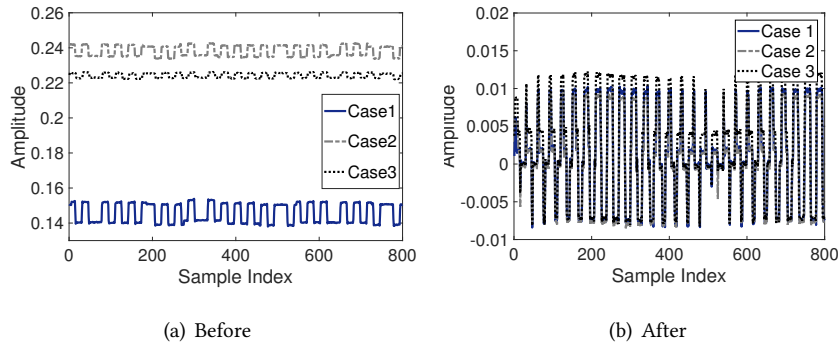 0.26
0.24
0.22
0.2
0.18
0.16
0.14
Amplitude
0 200 400 600 800
Sample Index
Case1
Case2
Case3
(a) Before
0.02
0.015
0.01
0.005
0
-0.005
-0.01
Amplitude
0 200 400 600 800
Sample Index
Case 1
Case 2
Case 3
(b) After